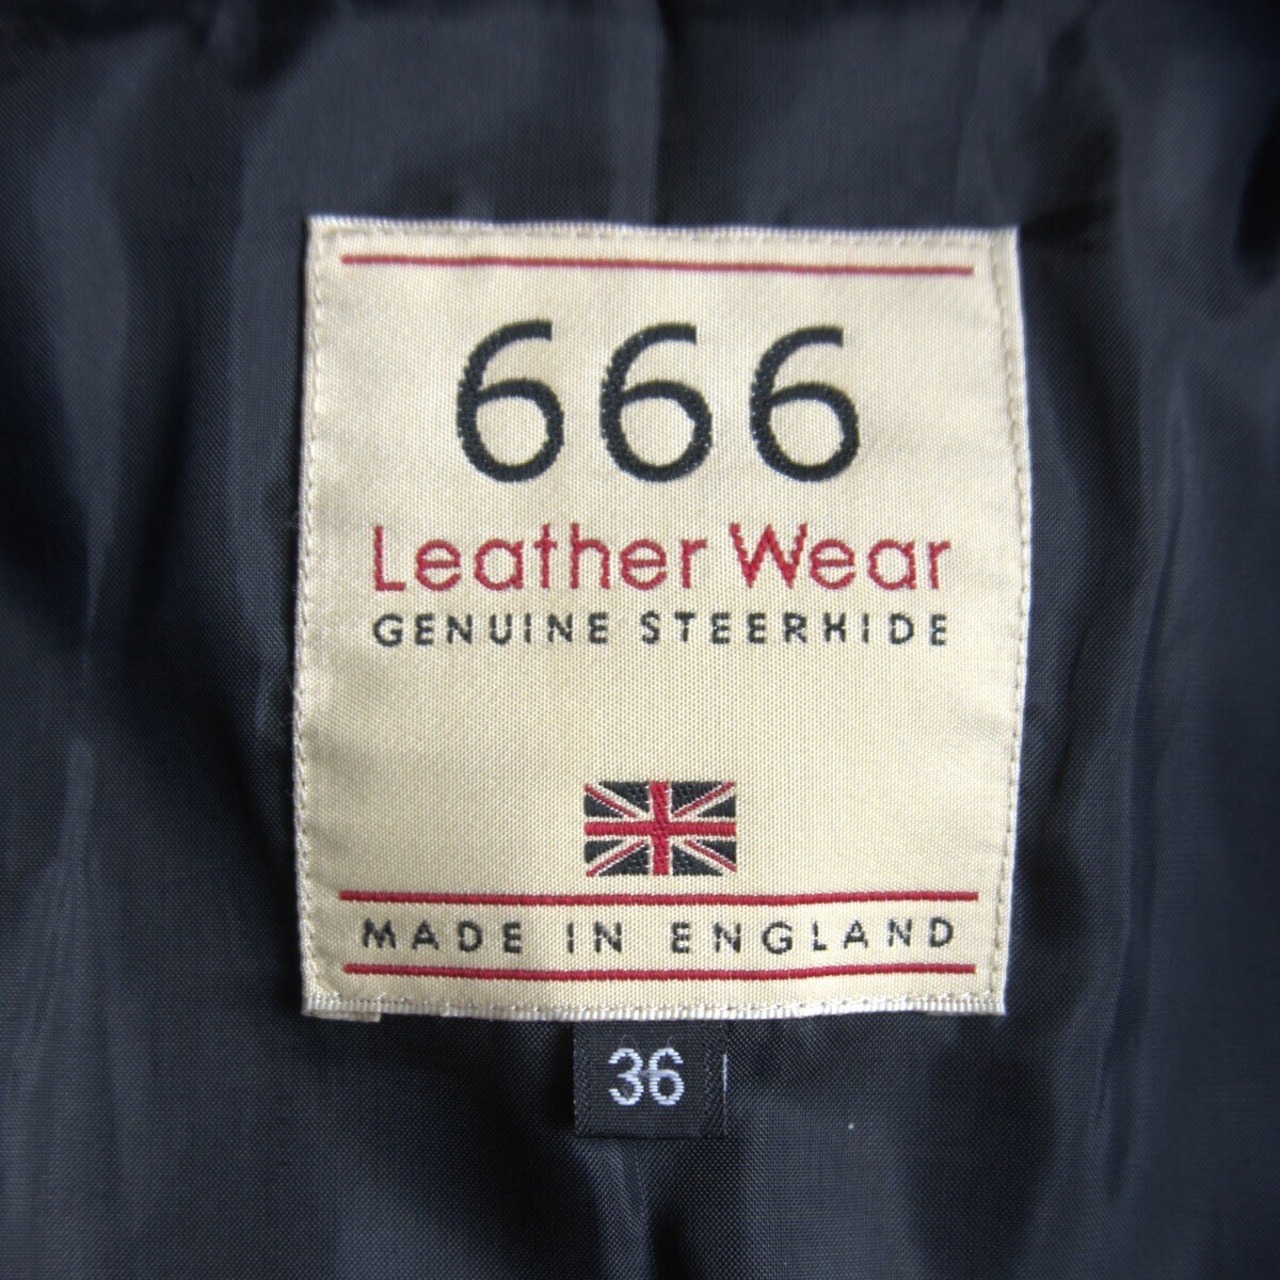 666
Leather Wear
GENUINE STEERHIDE
MADE IN ENGLAND
36